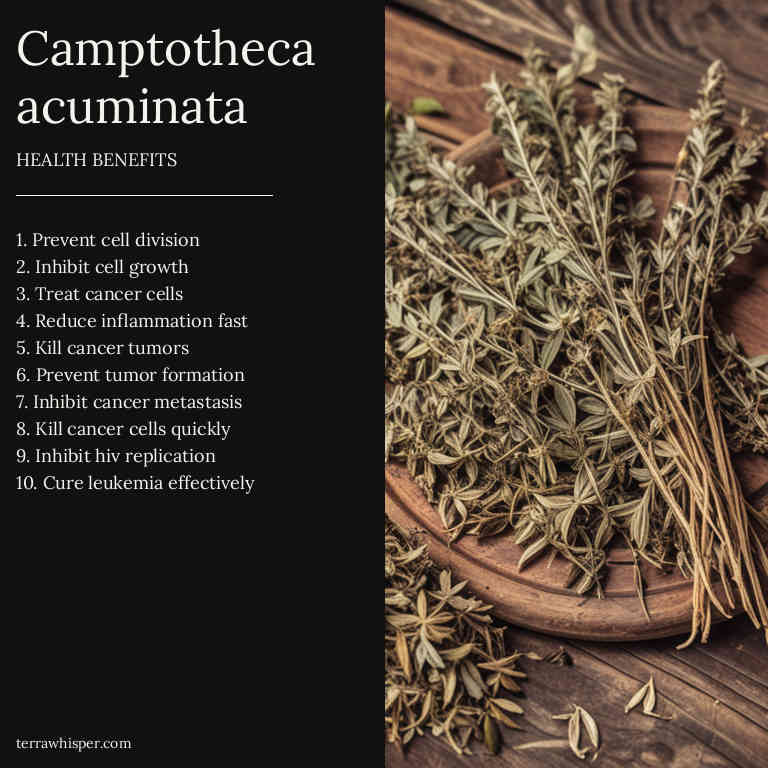 Camptotheca
acuminata
HEALTH BENEFITS
1. Prevent cell division
2. Inhibit cell growth
3. Treat cancer cells
4. Reduce inflammation fast
5. Kill cancer tumors
6. Prevent tumor formation
7. Inhibit cancer metastasis
8. Kill cancer cells quickly
9. Inhibit hiv replication
10. Cure leukemia effectively
terrawhisper.com